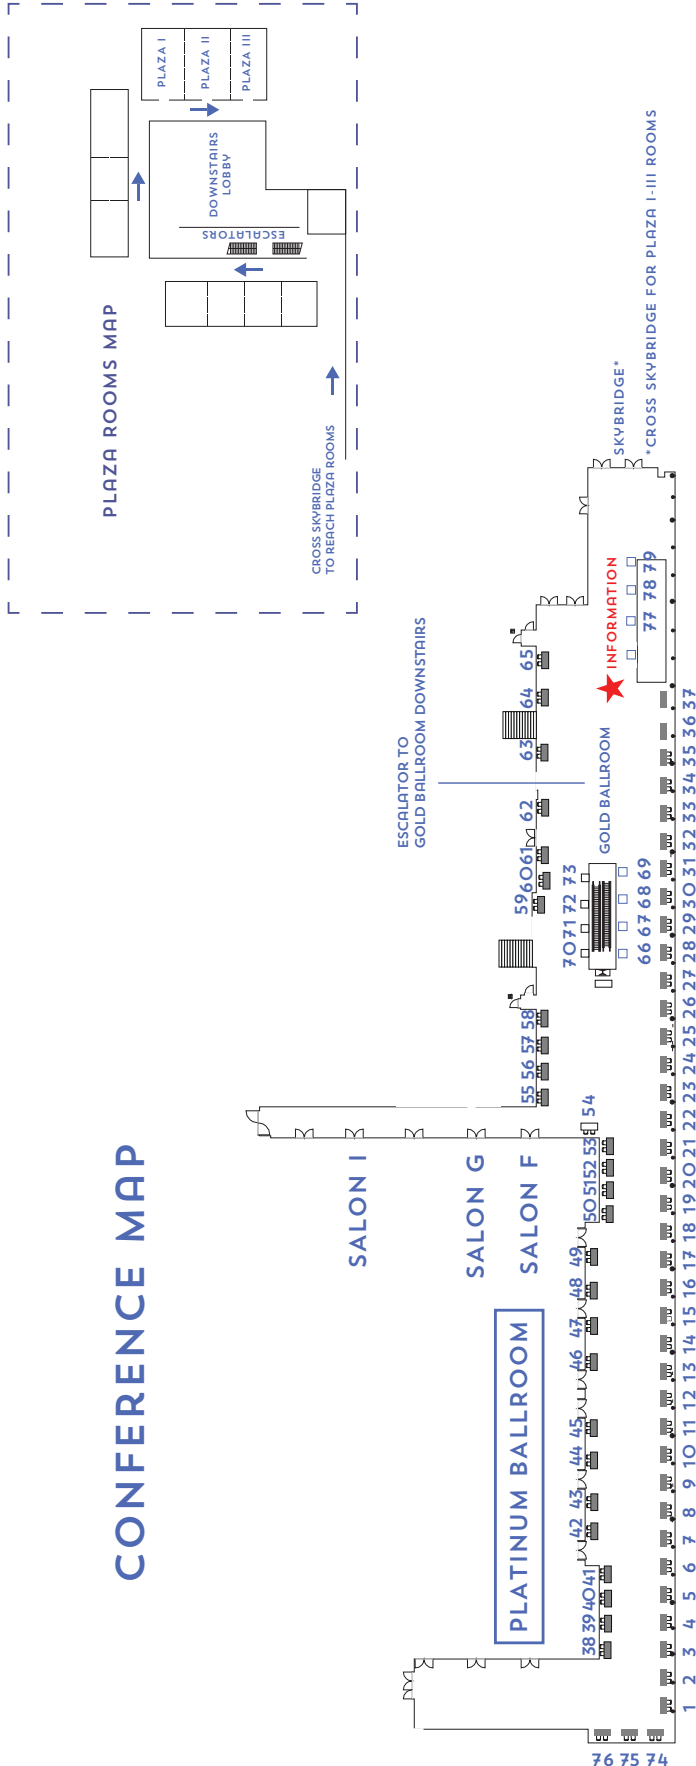 CONFERENCE MAP
PLAZA ROOMS MAP
PLAZA I
PLAZA II
PLAZA III
DOWNSTAIRS
LOBBY
ESCALATORS
CROSS SKYBRIDGE
TO REACH PLAZA ROOMS
SALON I
SALON G
SALON F
PLATINUM BALLROOM
ESCALATOR TO
GOLD BALLROOM DOWNSTAIRS
GOLD BALLROOM
INFORMATION
SKYBRIDGE*
*CROSS SKYBRIDGE FOR PLAZA I-III ROOMS
55 56 57 58
59 60 61
62
63
64
65
70 71 72 73
66 67 68 69
77 78 79
54
38 39 40 41
42 43 44 45
46 47 48 49
50 51 52 53
76 75 74
1 2 3 4 5 6 7 8 9 10 11 12 13 14 15 16 17 18 19 20 21 22 23 24 25 26 27 28 29 30 31 32 33 34 35 36 37